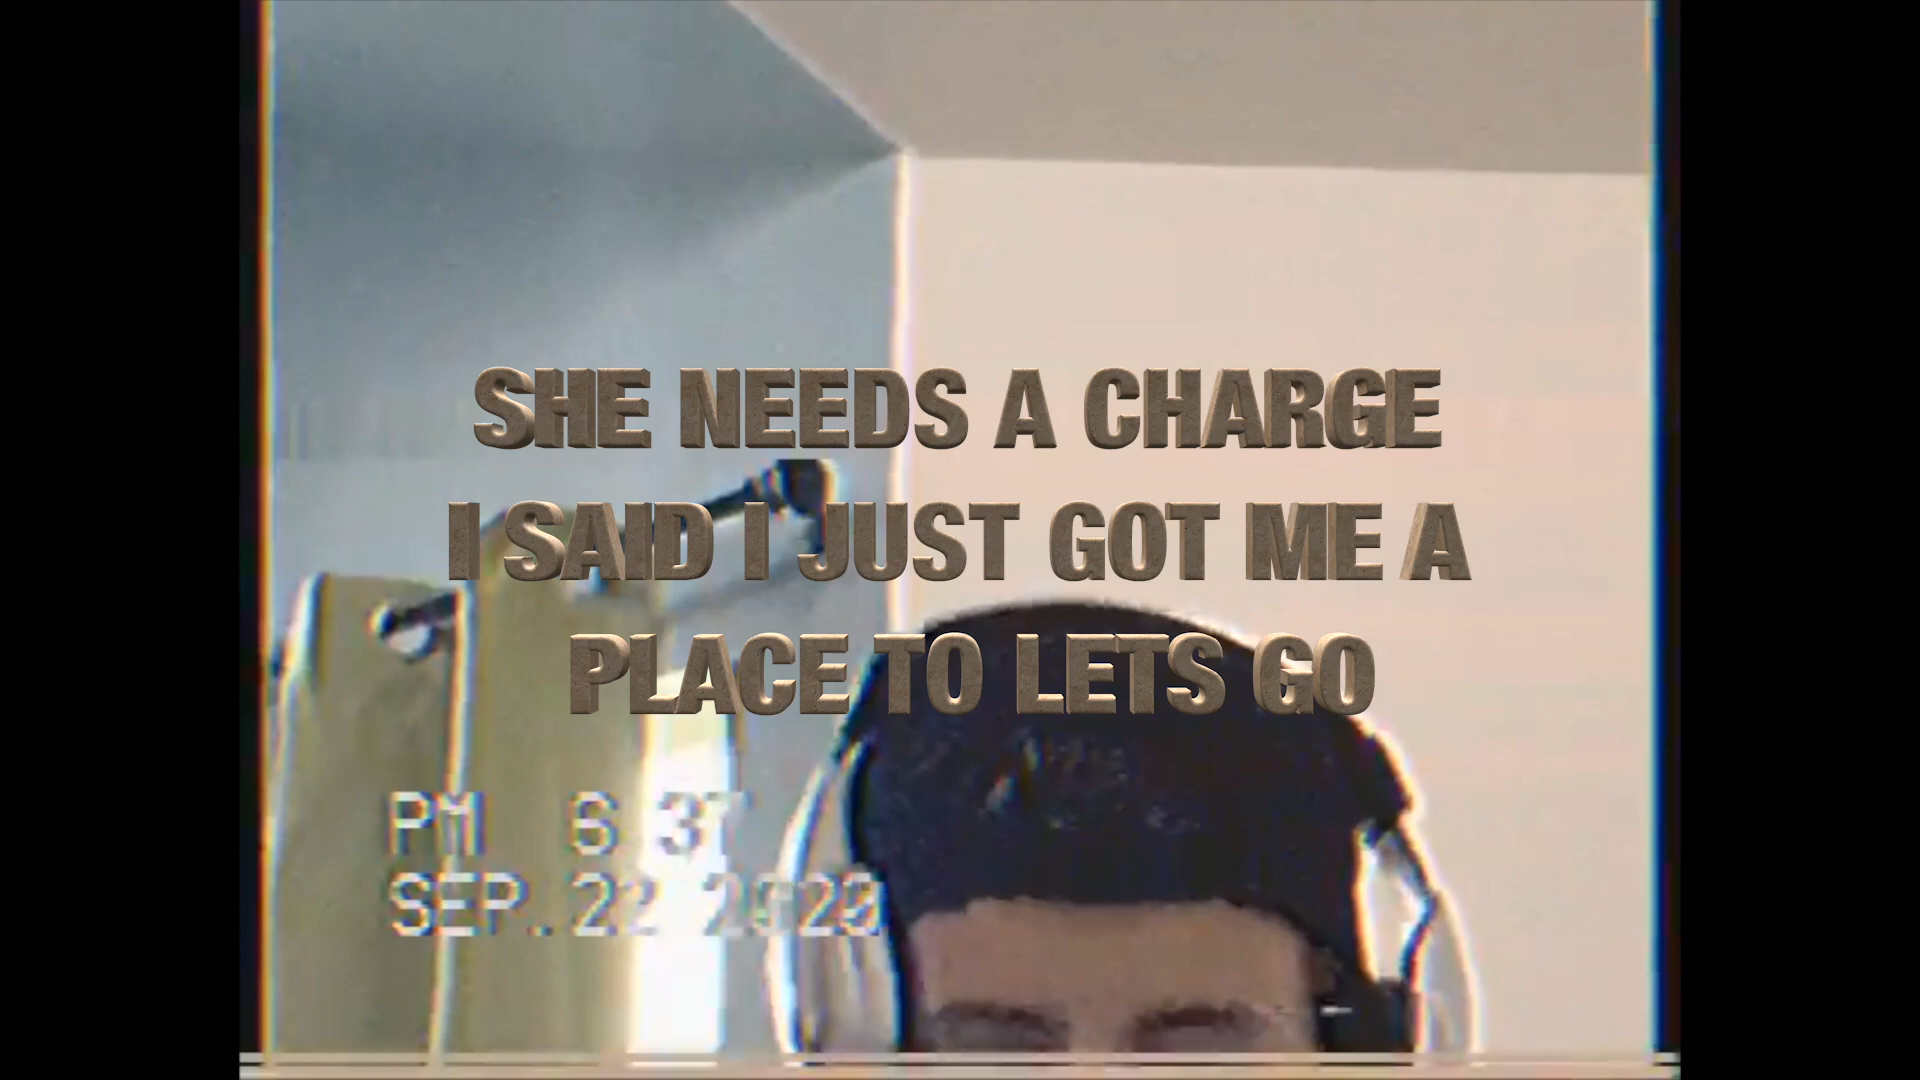 SHE NEEDS A CHARGE
I SAID I JUST GOT ME A
PLACE TO LETS GO
PM 6 37
SEP. 22 2020